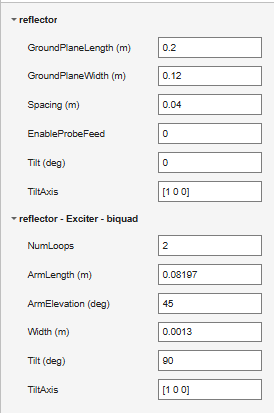 reflector
GroundPlaneLength (m) 0.2
GroundPlaneWidth (m) 0.12
Spacing (m) 0.04
EnableProbeFeed 0
Tilt (deg) 0
TiltAxis [1 0 0]
reflector - Exciter - biquad
NumLoops 2
ArmLength (m) 0.08197
ArmElevation (deg) 45
Width (m) 0.0013
Tilt (deg) 90
TiltAxis [1 0 0]